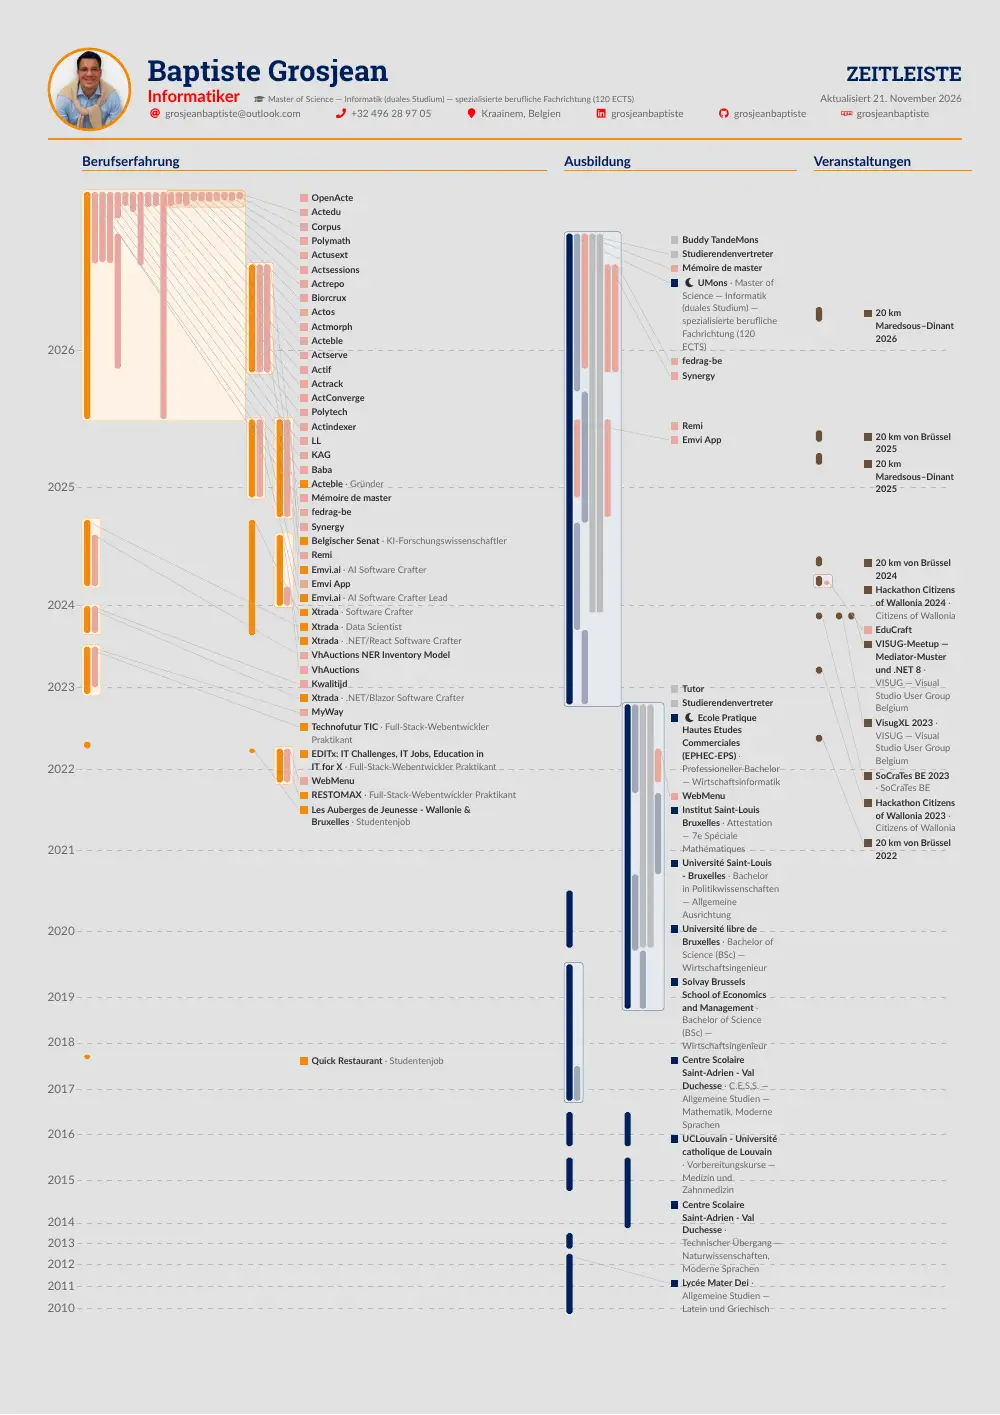 Baptiste Grosjean
ZEITLEISTE
Informatiker
Master of Science — Informatik (duales Studium) — spezialisierte berufliche Fachrichtung (120 ECTS)
Aktualisiert 21. November 2026
grosjeanbaptiste@outlook.com
+32 496 28 97 05
Kraainem, Belgien
grosjeanbaptiste
grosjeanbaptiste
grosjeanbaptiste
Berufserfahrung
OpenActe
Actedu
Corpus
Polymath
Actusext
Actsessions
Actrepo
Biorcrux
Actos
Actmorph
Acteble
Actserve
Actif
Actrack
ActConverge
Polytech
Actindexer
LL
KAG
Baba
Acteble · Gründer
Mémoire de master
fedrag-be
Synergy
Belgischer Senat · KI-Forschungswissenschaftler
Remi
Emvi.ai · AI Software Crafter
Emvi App
Emvi.ai · AI Software Crafter Lead
Xtrada · Software Crafter
Xtrada · Data Scientist
Xtrada · .NET/React Software Crafter
VhAuctions NER Inventory Model
VhAuctions
Kwalitijd
Xtrada · .NET/Blazor Software Crafter
MyWay
Technofutur TIC · Full-Stack-Webentwickler
Praktikant
EDITx: IT Challenges, IT Jobs, Education in
IT for X · Full-Stack-Webentwickler Praktikant
WebMenu
RESTOMAX · Full-Stack-Webentwickler Praktikant
Les Auberges de Jeunesse - Wallonie &
Bruxelles · Studentenjob
Quick Restaurant · Studentenjob
2026
2025
2024
2023
2022
2021
2020
2019
2018
2017
2016
2015
2014
2013
2012
2011
2010
Ausbildung
Buddy TandeMons
Studierendenvertreter
Mémoire de master
UMons · Master of
Science — Informatik
(duales Studium) —
spezialisierte berufliche
Fachrichtung (120
ECTS)
fedrag-be
Synergy
Remi
Emvi App
Tutor
Studierendenvertreter
Ecole Pratique
Hautes Etudes
Commerciales
(EPHEC-EPS) ·
Professioneller Bachelor
— Wirtschaftsinformatik
WebMenu
Institut Saint-Louis
Bruxelles · Attestation
— 7e Spéciale
Mathématiques
Université Saint-Louis
- Bruxelles · Bachelor
in Politikwissenschaften
— Allgemeine
Ausrichtung
Université libre de
Bruxelles · Bachelor of
Science (BSc) —
Wirtschaftsingenieur
Solvay Brussels
School of Economics
and Management ·
Bachelor of Science
(BSc) —
Wirtschaftsingenieur
Centre Scolaire
Saint-Adrien - Val
Duchesse · C.E.S.S. —
Allgemeine Studien —
Mathematik, Moderne
Sprachen
UCLouvain - Université
catholique de Louvain
· Vorbereitungskurse —
Medizin und
Zahnmedizin
Centre Scolaire
Saint-Adrien - Val
Duchesse ·
Technischer Übergang —
Naturwissenschaften,
Moderne Sprachen
Lycée Mater Dei ·
Allgemeine Studien —
Latein und Griechisch
Veranstaltungen
20 km
Maredsous–Dinant
2026
20 km von Brüssel
2025
20 km
Maredsous–Dinant
2025
20 km von Brüssel
2024
Hackathon Citizens
of Wallonia 2024 ·
Citizens of Wallonia
EduCraft
VISUG-Meetup —
Mediator-Muster
und .NET 8 ·
VISUG — Visual
Studio User Group
Belgium
VisugXL 2023 ·
VISUG — Visual
Studio User Group
Belgium
SoCraTes BE 2023
· SoCraTes BE
Hackathon Citizens
of Wallonia 2023 ·
Citizens of Wallonia
20 km von Brüssel
2022